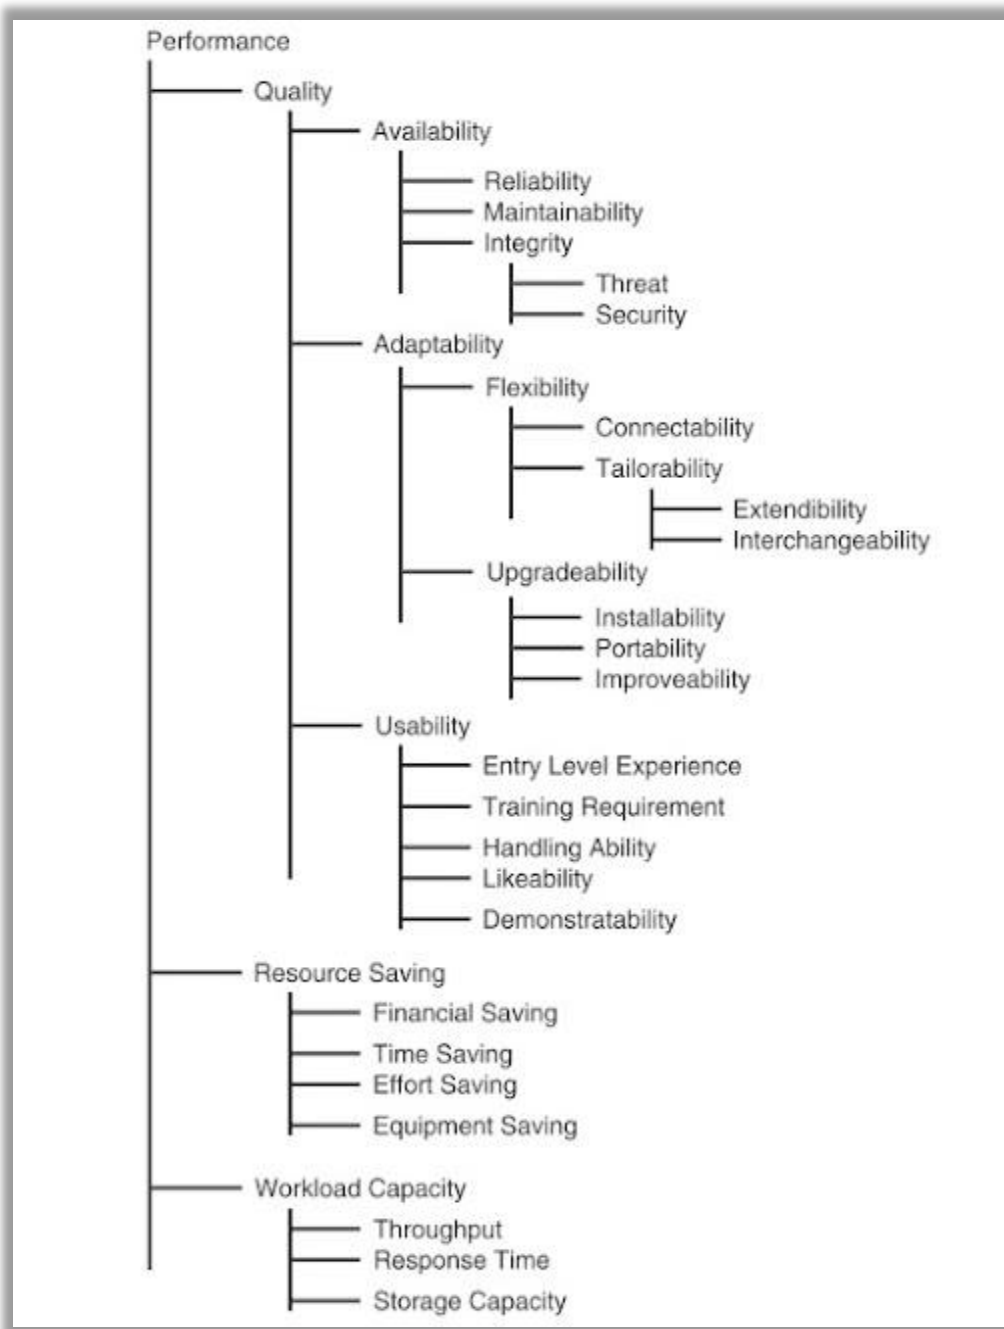 Performance
Quality
Availability
Reliability
Maintainability
Integrity
Threat
Security
Adaptability
Flexibility
Connectability
Tailorability
Extendibility
Interchangeability
Upgradeability
Installability
Portability
Improveability
Usability
Entry Level Experience
Training Requirement
Handling Ability
Likeability
Demonstratability
Resource Saving
Financial Saving
Time Saving
Effort Saving
Equipment Saving
Workload Capacity
Throughput
Response Time
Storage Capacity